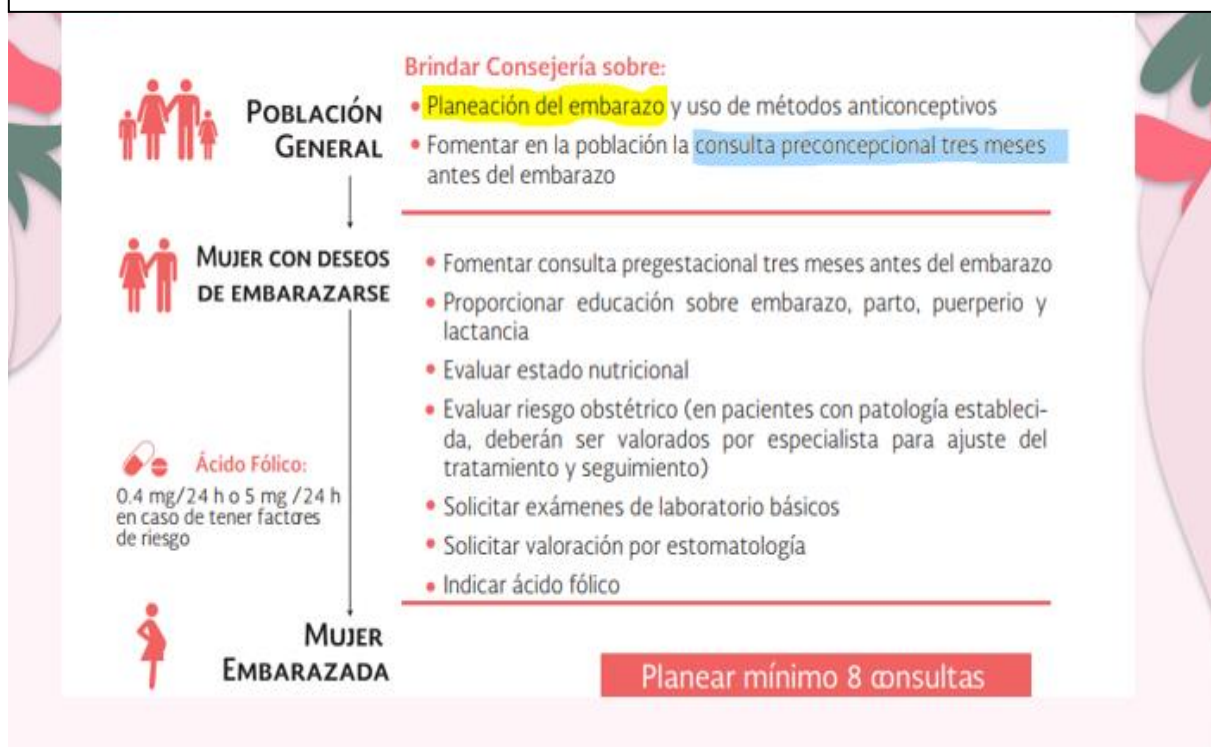 POBLACIÓN
GENERAL
Brindar Consejería sobre:
• Planeación del embarazo y uso de métodos anticonceptivos
• Fomentar en la población la consulta preconcepcional tres meses
antes del embarazo
MUJER CON DESEOS
DE EMBARAZARSE
• Fomentar consulta pregestacional tres meses antes del embarazo
• Proporcionar educación sobre embarazo, parto, puerperio y
lactancia
• Evaluar estado nutricional
• Evaluar riesgo obstétrico (en pacientes con patología estableci-
da, deberán ser valorados por especialista para ajuste del
tratamiento y seguimiento)
• Solicitar exámenes de laboratorio básicos
• Solicitar valoración por estomatología
• Indicar ácido fólico
Ácido Fólico:
0.4 mg/24 h o 5 mg /24 h
en caso de tener factores
de riesgo
MUJER
EMBARAZADA
Planear mínimo 8 consultas